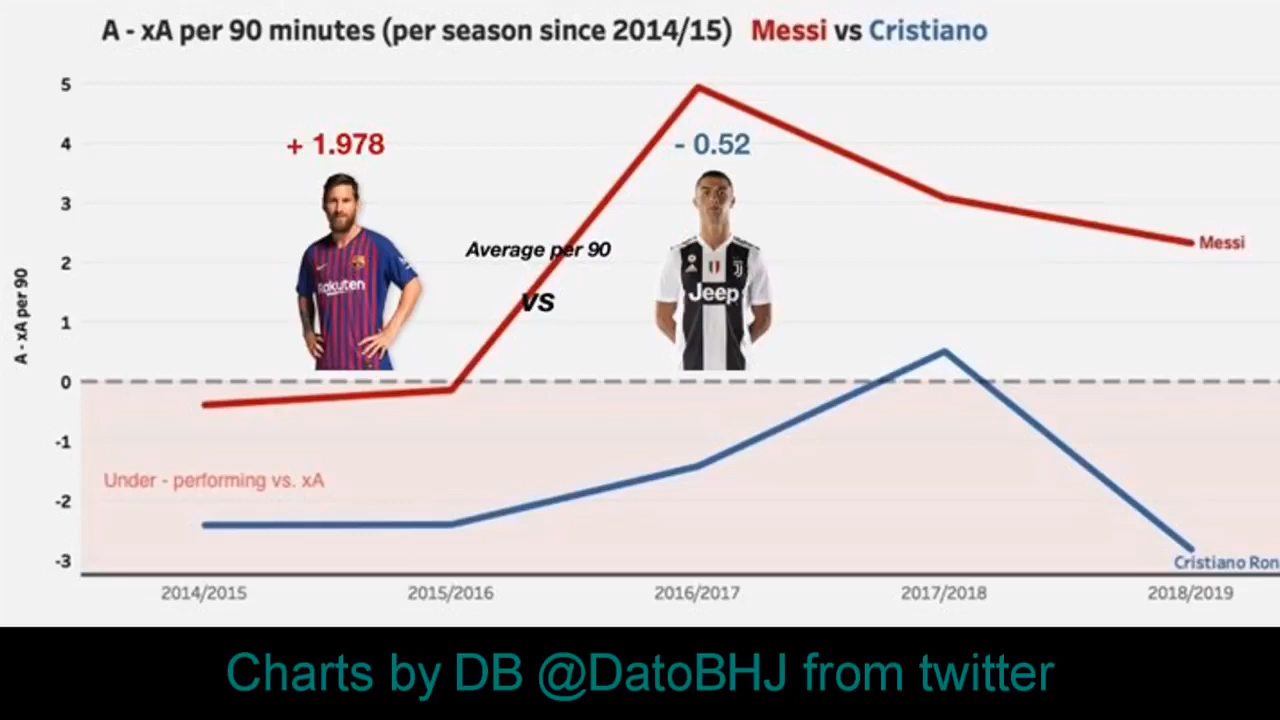 A - xA per 90 minutes (per season since 2014/15) Messi vs Cristiano
5
+ 1.978
4
- 0.52
3
Average per 90
Messi
2
Rakuten
Jeep
vs
1
A - xA per 90
0
-1
Under - performing vs. xA
-2
-3
Cristiano Ron
2014/2015
2015/2016
2016/2017
2017/2018
2018/2019
Charts by DB @DatoBHJ from twitter